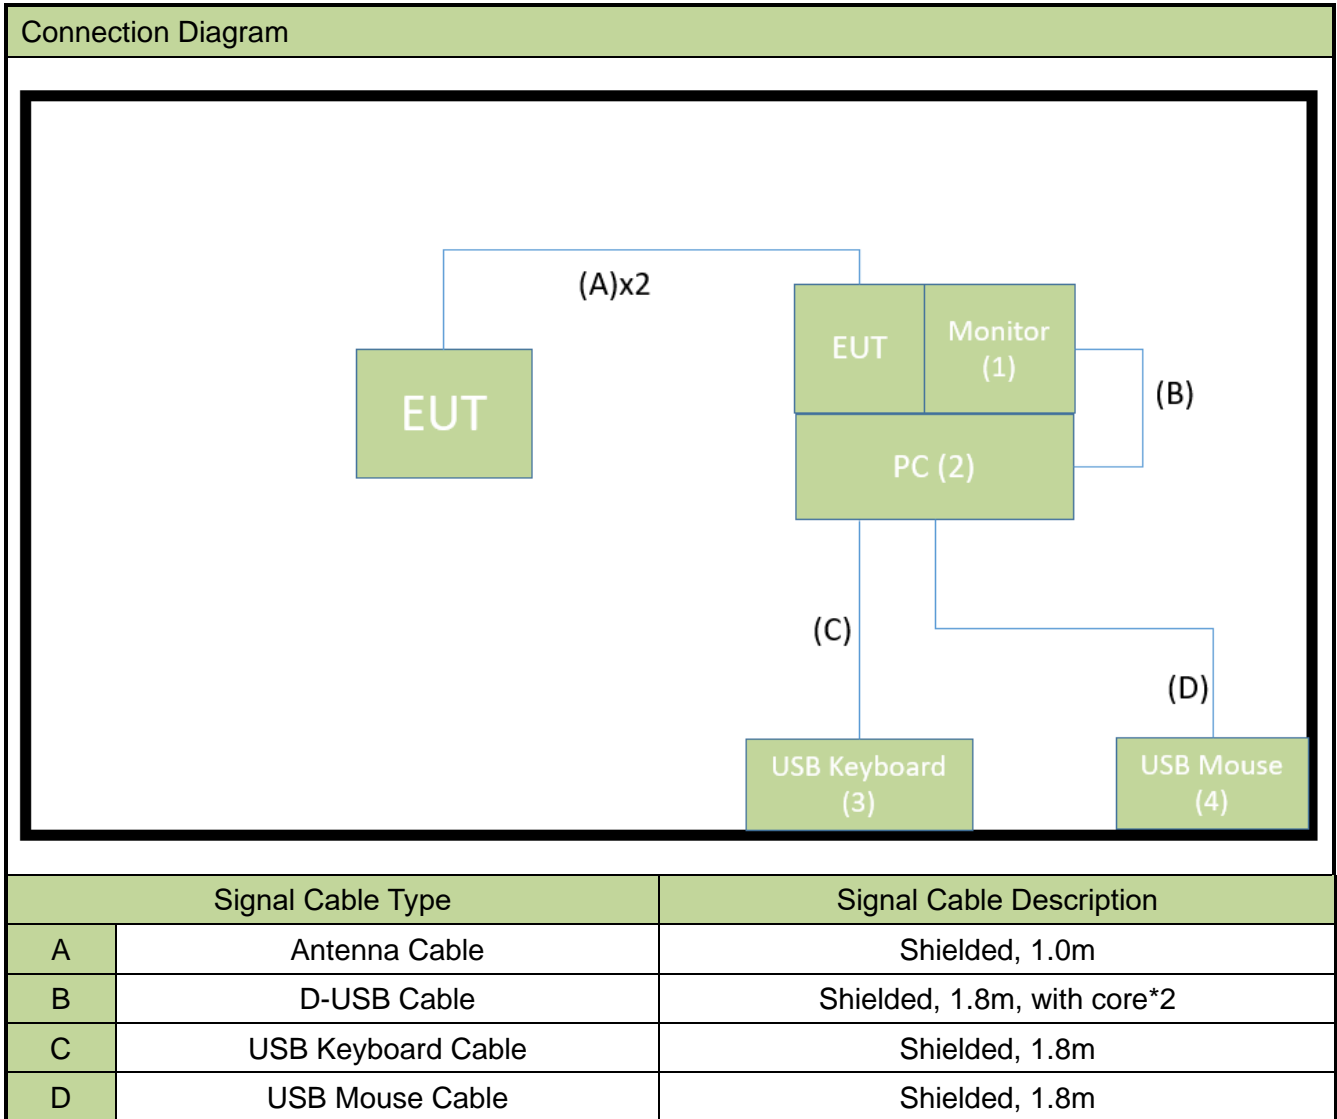 Connection Diagram
(A)x2
EUT
EUT
Monitor
(1)
(B)
PC (2)
(C)
(D)
USB Keyboard
(3)
USB Mouse
(4)
Signal Cable Type Signal Cable Description
A Antenna Cable Shielded, 1.0m
B D-USB Cable Shielded, 1.8m, with core*2
C USB Keyboard Cable Shielded, 1.8m
D USB Mouse Cable Shielded, 1.8m